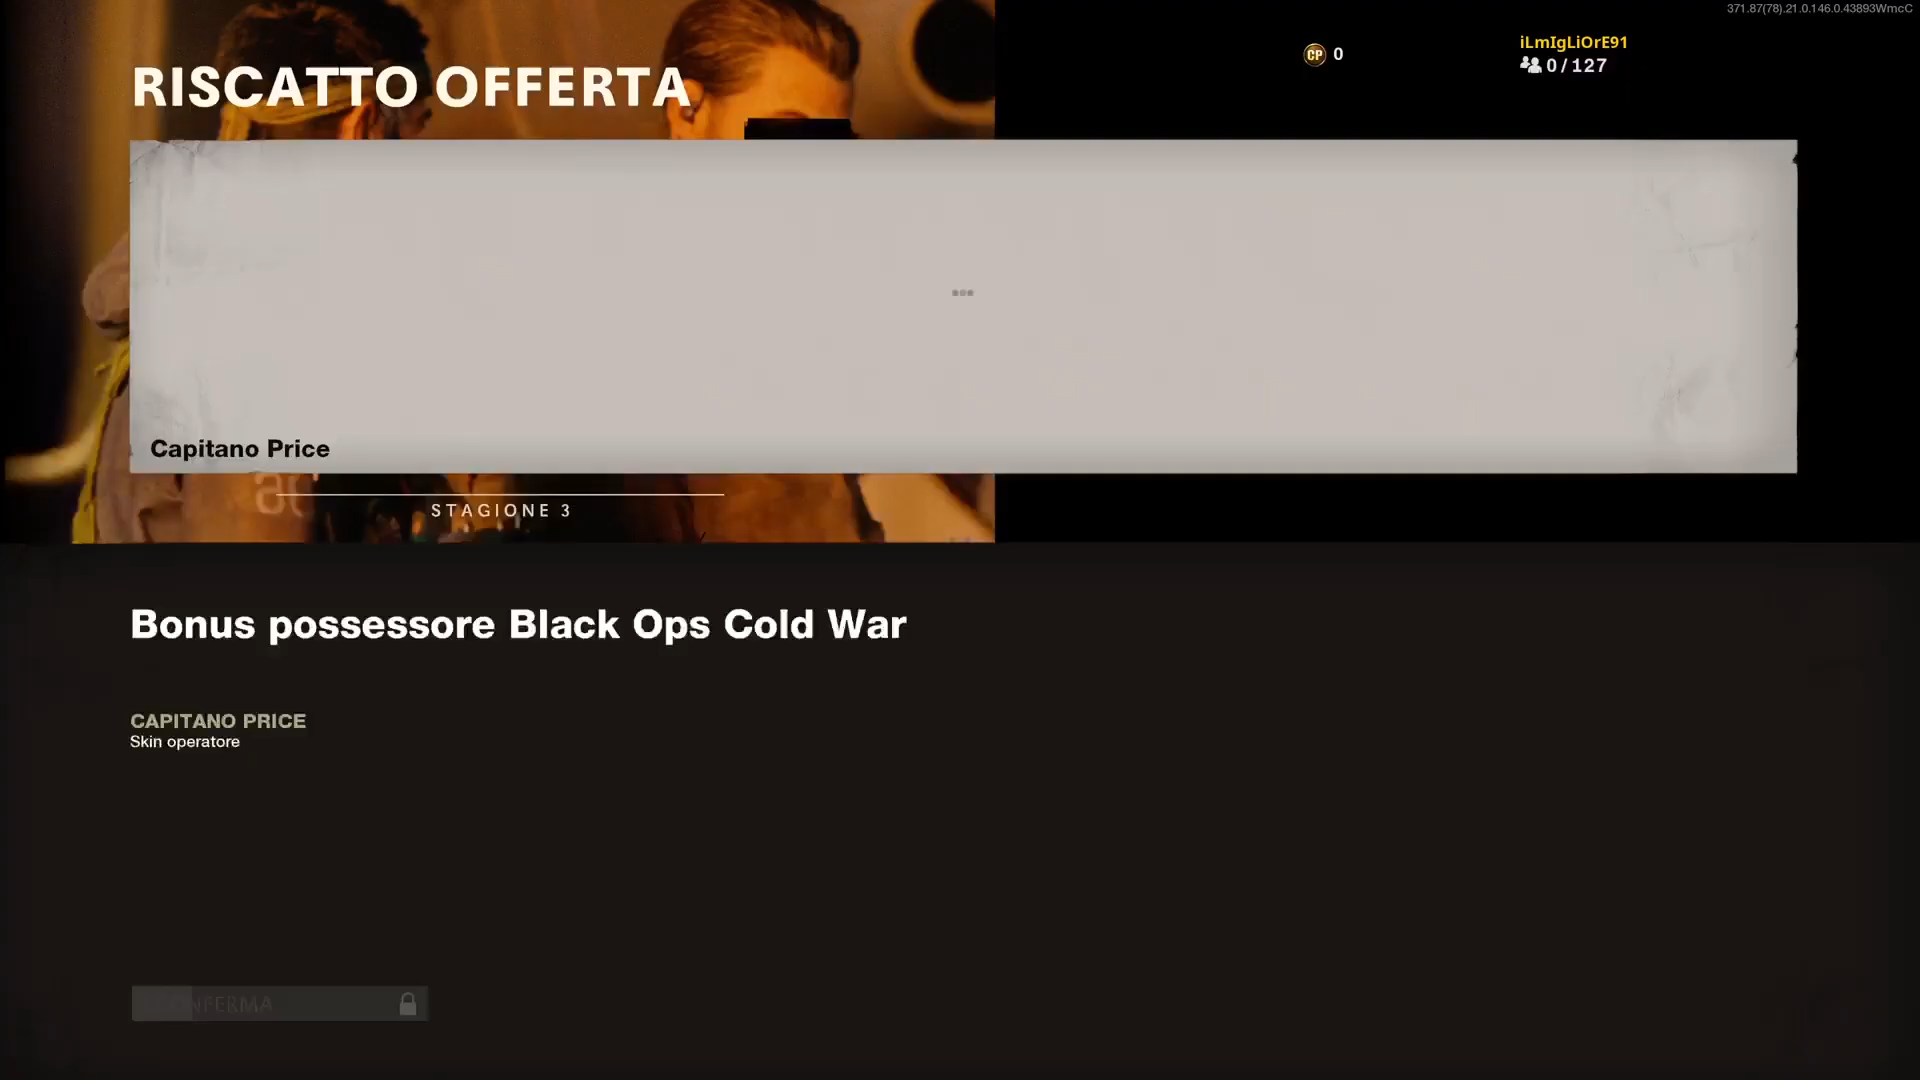 371.87(78).21.0.146.0.43893WmcC
CP 0
iLmIgLiOrE91
0/127
RISCATTO OFFERTA
Capitano Price
STAGIONE 3
Bonus possessore Black Ops Cold War
CAPITANO PRICE
Skin operatore
CONFERMA